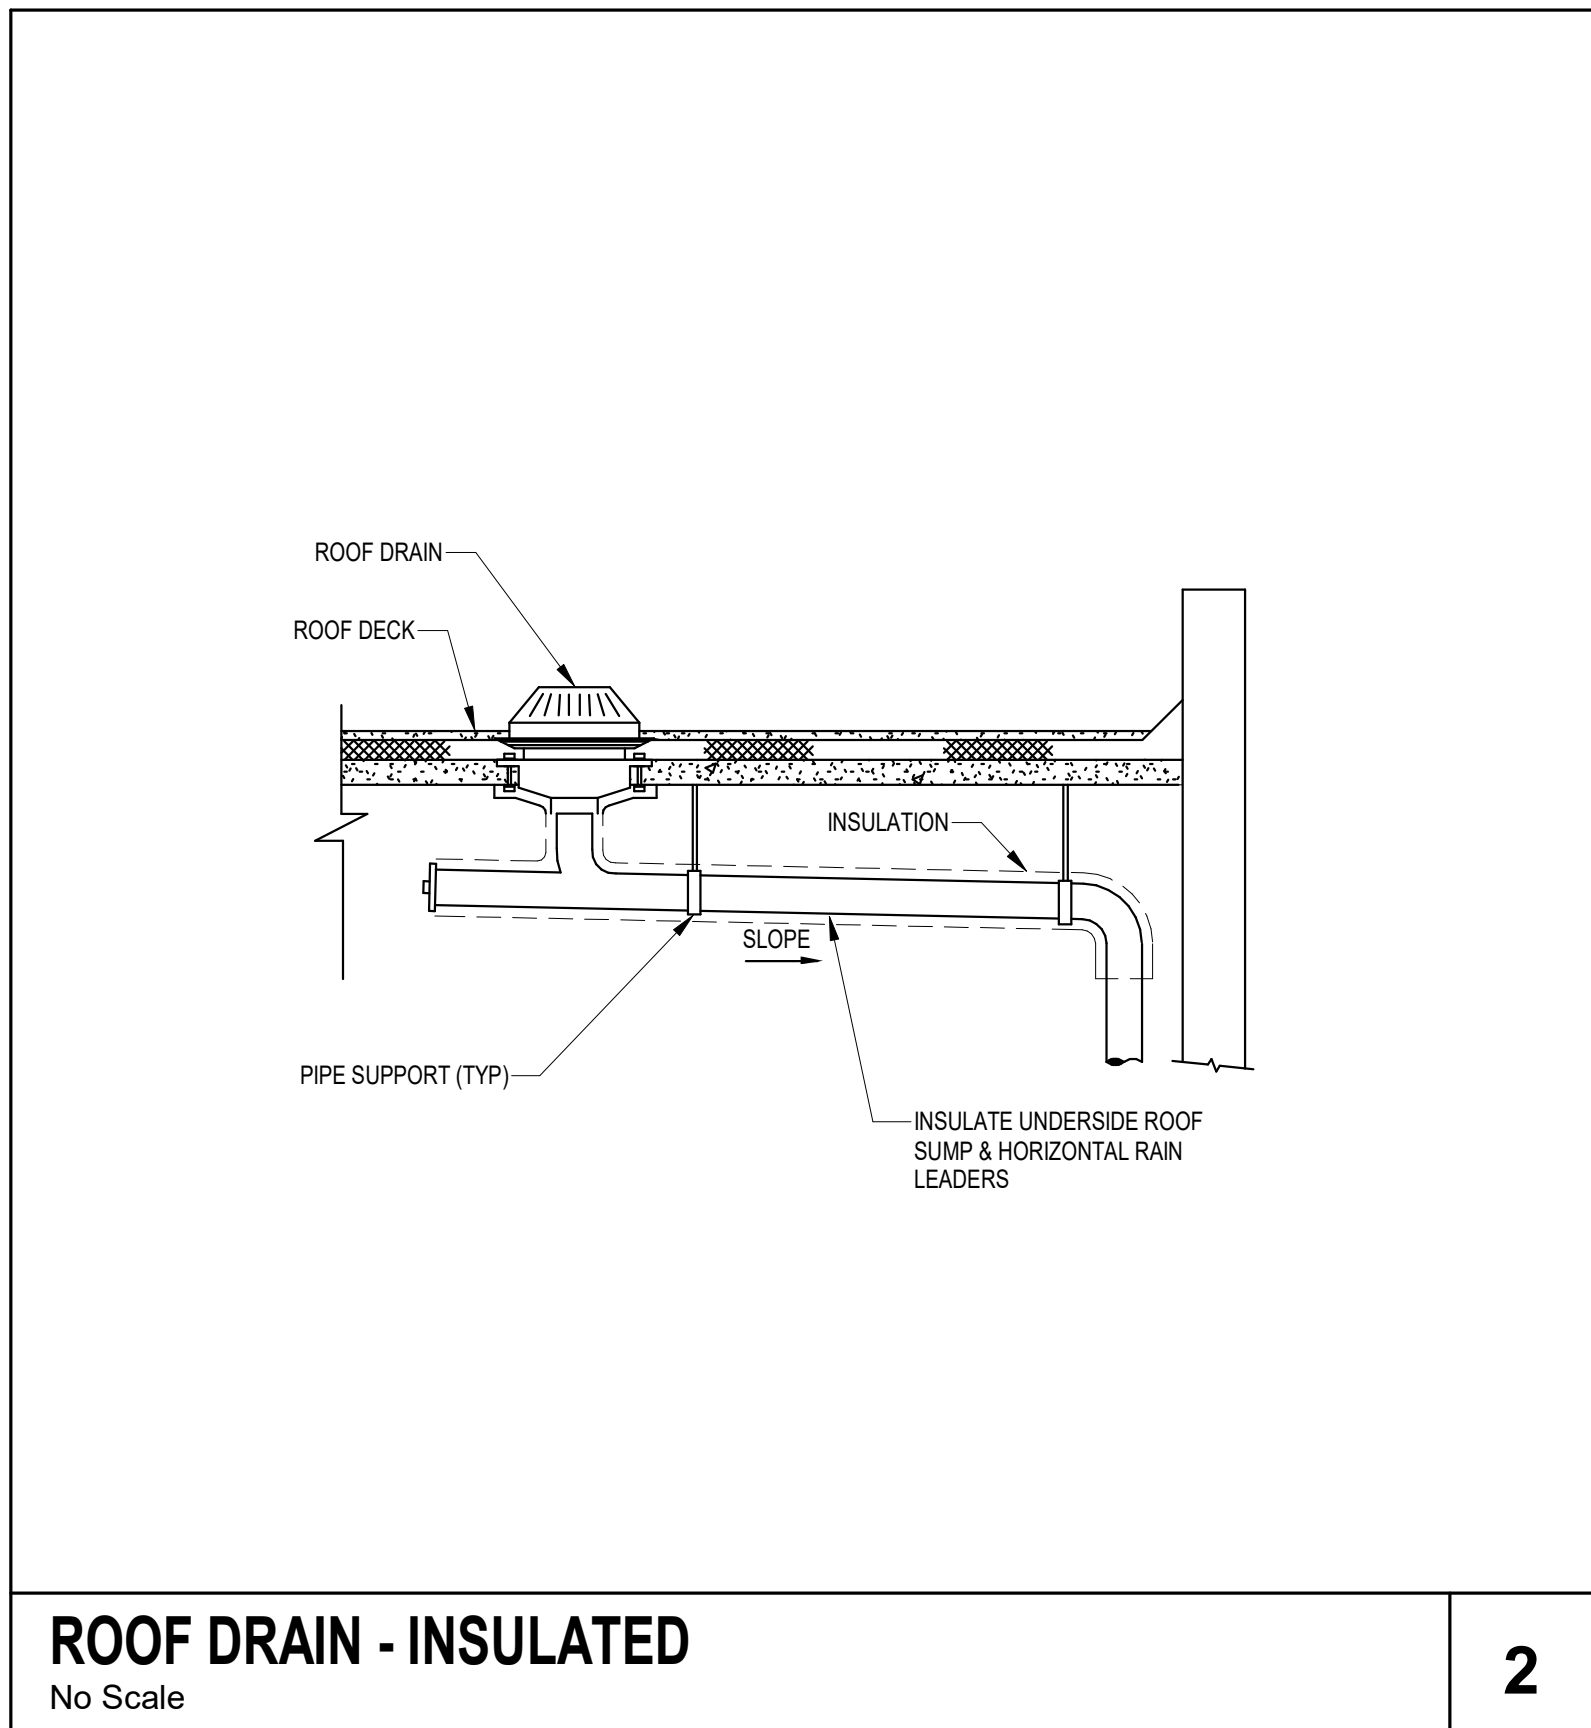 ROOF DRAIN
ROOF DECK
INSULATION
SLOPE
PIPE SUPPORT (TYP)
INSULATE UNDERSIDE ROOF
SUMP & HORIZONTAL RAIN
LEADERS
ROOF DRAIN - INSULATED
No Scale
2